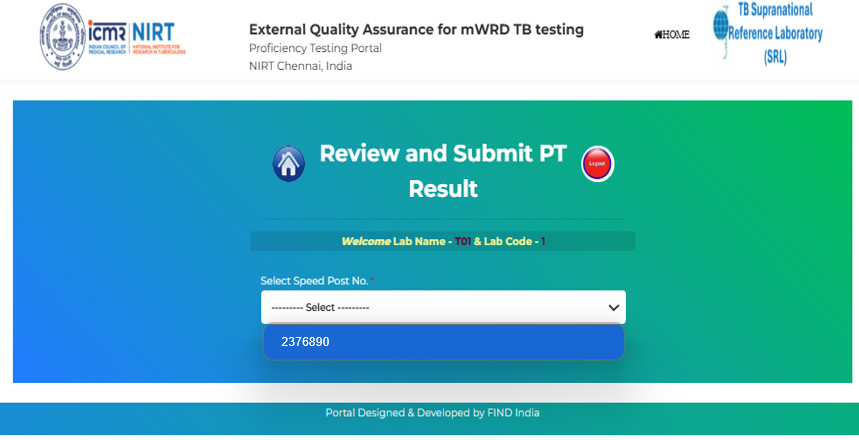 icmr NIRT
INDIAN COUNCIL OF MEDICAL RESEARCH
NATIONAL INSTITUTE FOR RESEARCH IN TUBERCULOSIS
External Quality Assurance for mWRD TB testing
Proficiency Testing Portal
NIRT Chennai, India
HOME
TB Supranational
Reference Laboratory
(SRL)
Review and Submit PT
Result
Logout
Welcome Lab Name - T01 & Lab Code - 1
Select Speed Post No. *
--------- Select ---------
2376890
Portal Designed & Developed by FIND India